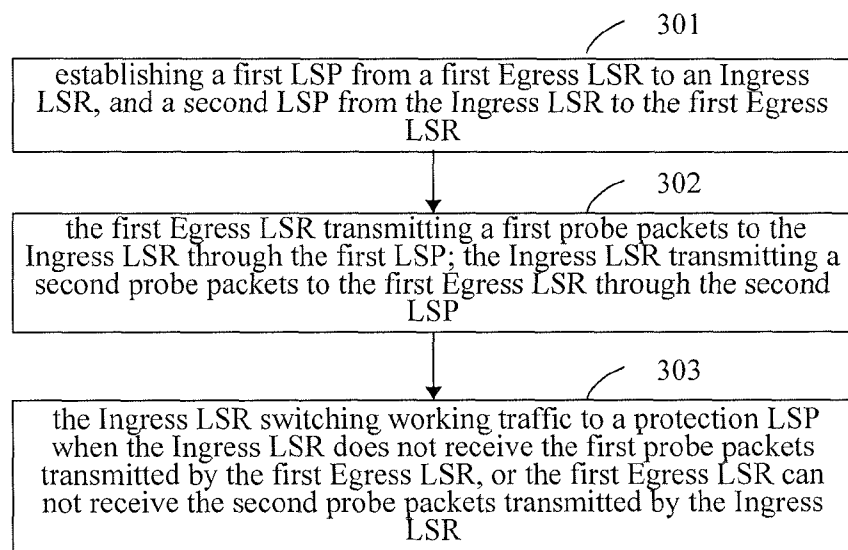 301
establishing a first LSP from a first Egress LSR to an Ingress
LSR, and a second LSP from the Ingress LSR to the first Egress
LSR
302
the first Egress LSR transmitting a first probe packets to the
Ingress LSR through the first LSP; the Ingress LSR transmitting a
second probe packets to the first Egress LSR through the second
LSP
303
the Ingress LSR switching working traffic to a protection LSP
when the Ingress LSR does not receive the first probe packets
transmitted by the first Egress LSR, or the first Egress LSR can
not receive the second probe packets transmitted by the Ingress
LSR